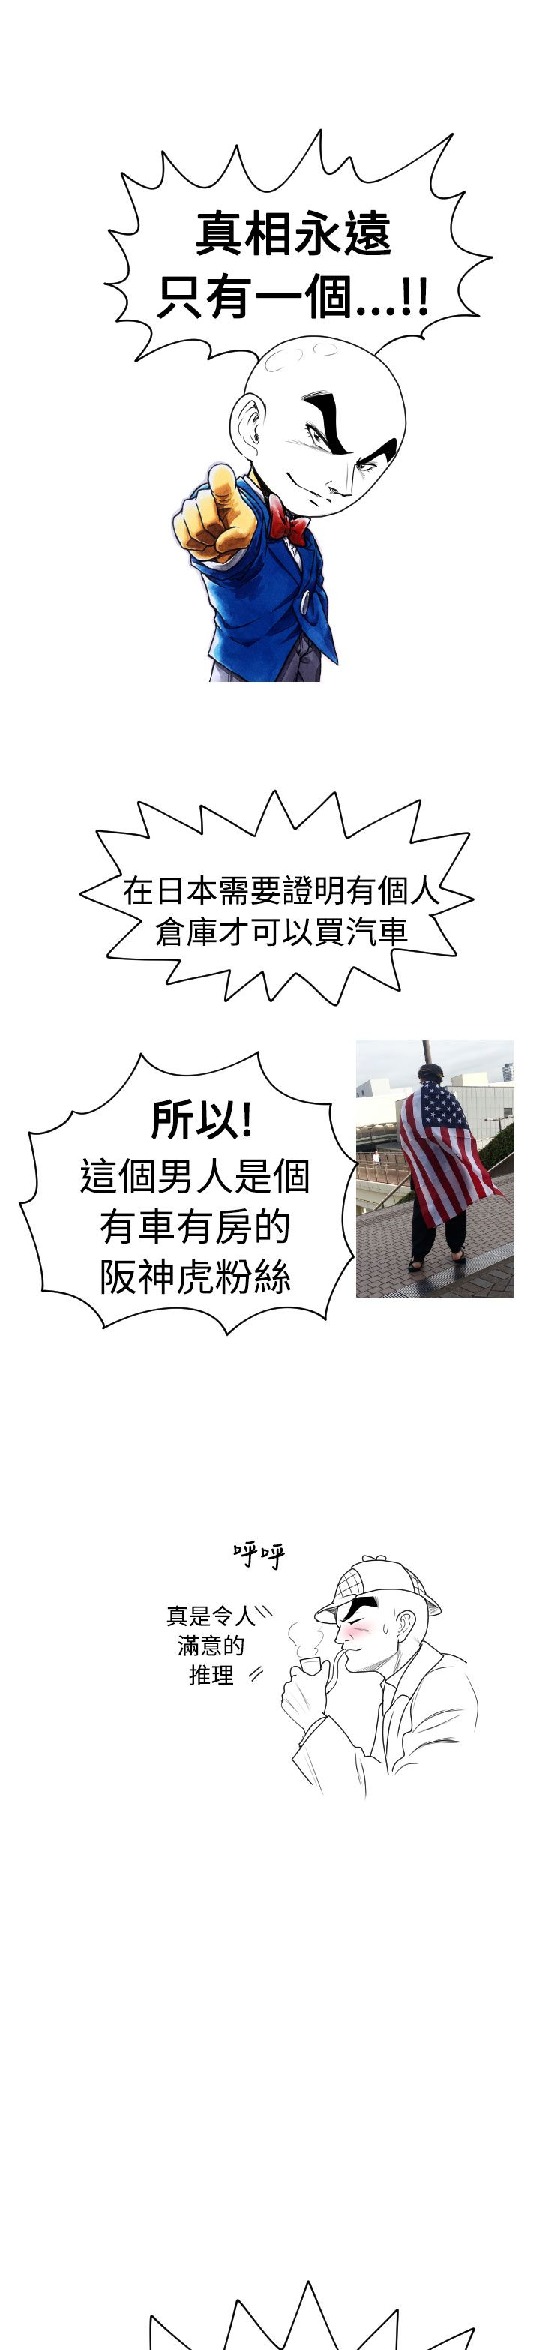 真相永遠
只有一個...!!
在日本需要證明有個人
倉庫才可以買汽車
所以!
這個男人是個
有車有房的
阪神虎粉絲
呼呼
真是令人
滿意的
推理